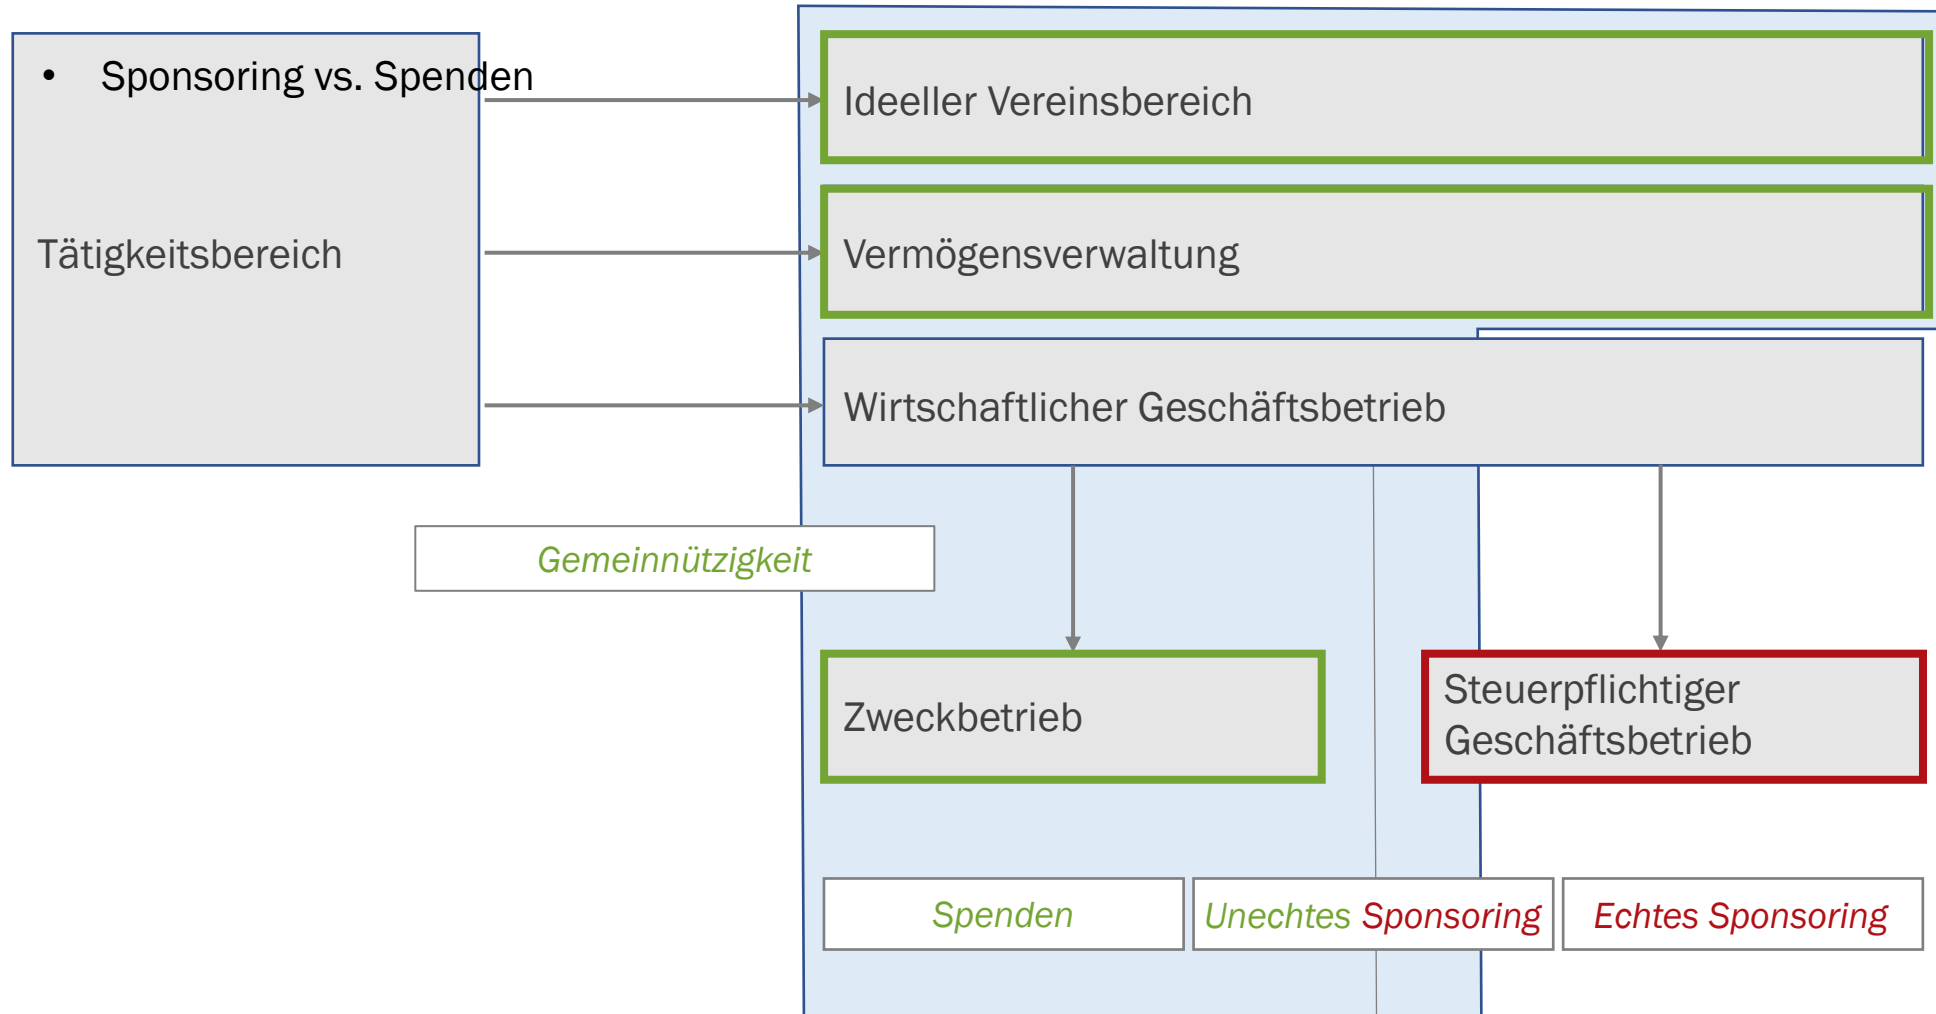 • Sponsoring vs. Spenden
Ideeller Vereinsbereich
Tätigkeitsbereich
Vermögensverwaltung
Wirtschaftlicher Geschäftsbetrieb
Gemeinnützigkeit
Zweckbetrieb
Steuerpflichtiger
Geschäftsbetrieb
Spenden
Unechtes Sponsoring
Echtes Sponsoring